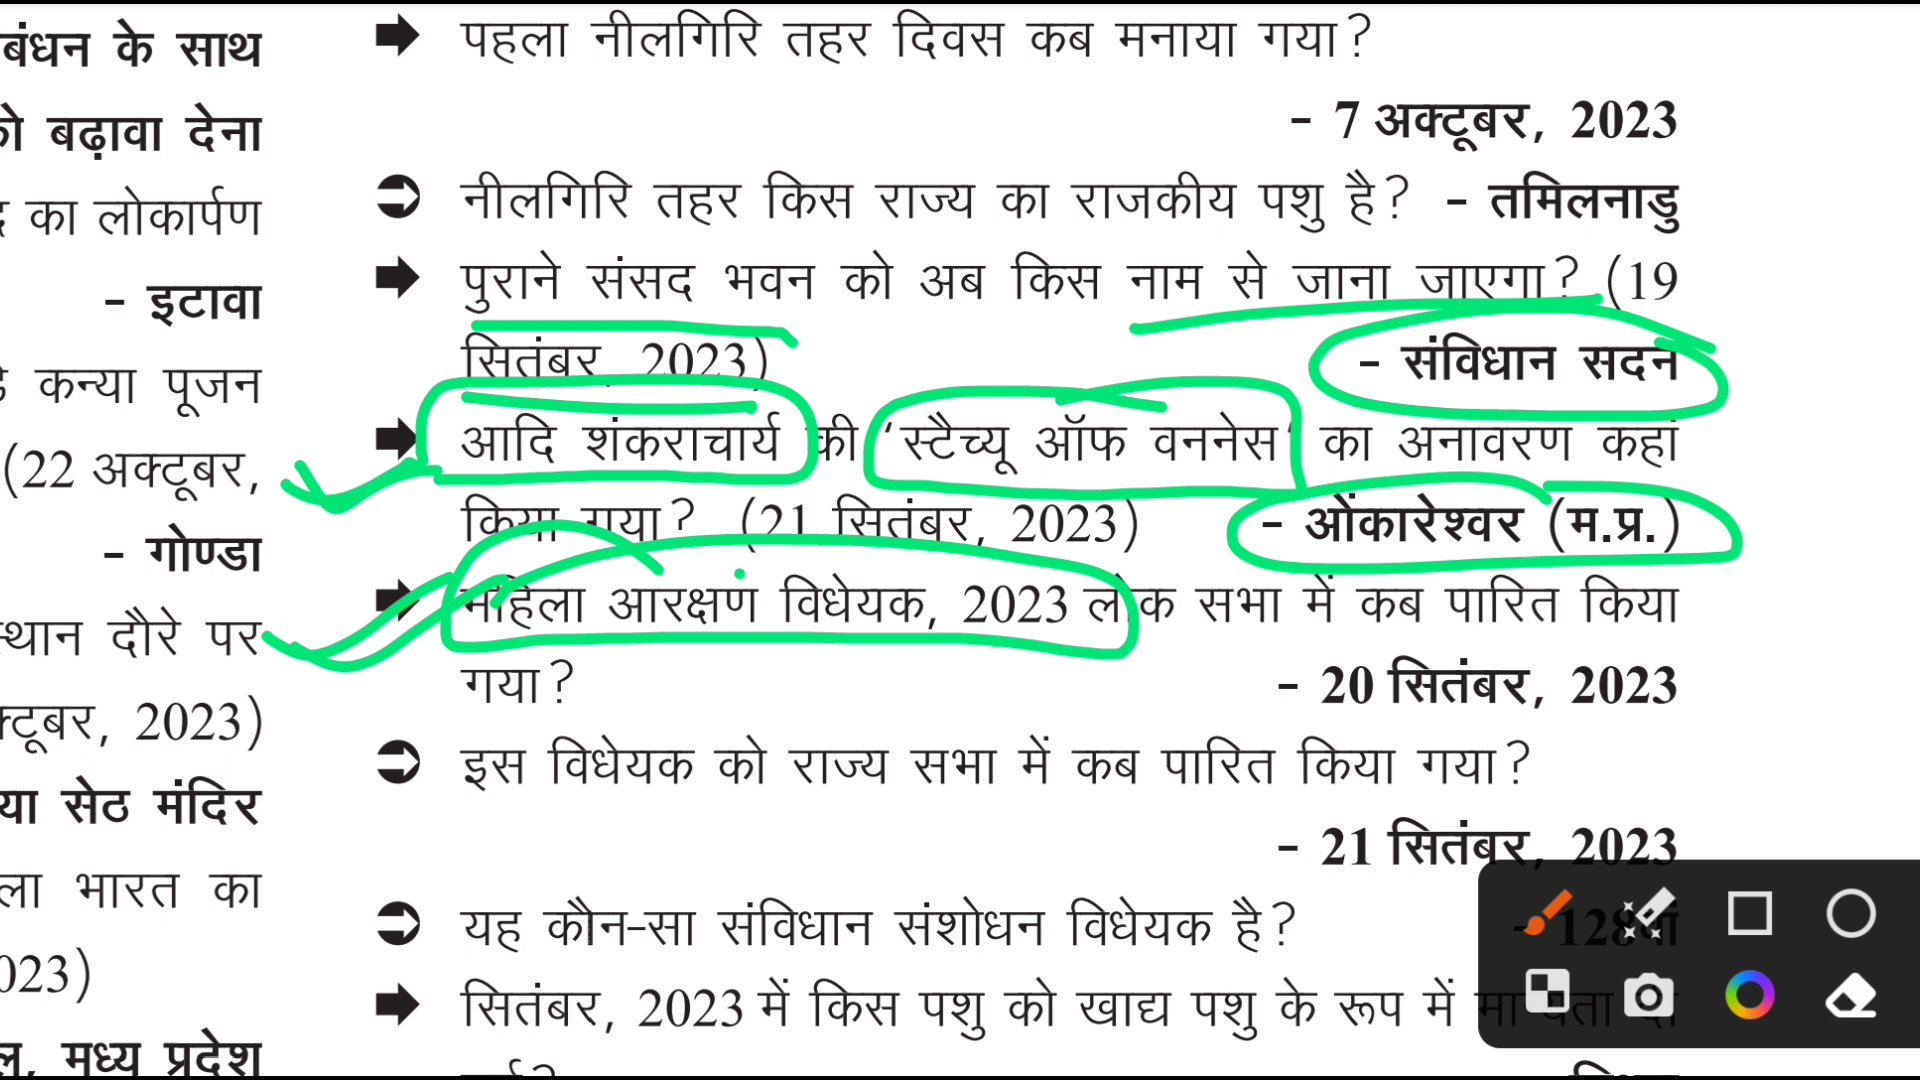 बंधन के साथ
को बढ़ावा देना
का लोकार्पण
- इटावा
कन्या पूजन
(22 अक्टूबर,
- गोण्डा
स्थान दौरे पर
क्टूबर, 2023)
या सेठ मंदिर
ला भारत का
023)
मध्य प्रदेश
पहला नीलगिरि तहर दिवस कब मनाया गया?
- 7 अक्टूबर, 2023
नीलगिरि तहर किस राज्य का राजकीय पशु है? - तमिलनाडु
पुराने संसद भवन को अब किस नाम से जाना जाएगा? (19
सितंबर, 2023) - संविधान सदन
आदि शंकराचार्य की 'स्टैच्यू ऑफ वननेस' का अनावरण कहां
किया गया? (21 सितंबर, 2023) - ओंकारेश्वर (म.प्र.)
महिला आरक्षण विधेयक, 2023 लोक सभा में कब पारित किया
गया? - 20 सितंबर, 2023
इस विधेयक को राज्य सभा में कब पारित किया गया?
- 21 सितंबर, 2023
यह कौन-सा संविधान संशोधन विधेयक है? - 128वां
सितंबर, 2023 में किस पशु को खाद्य पशु के रूप में